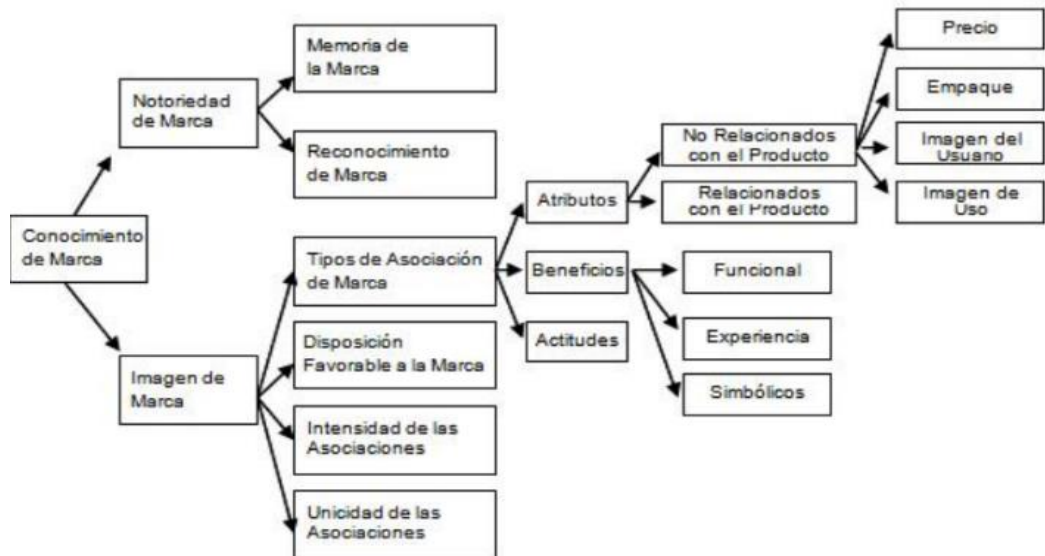 Conocimiento
de Marca
Notoriedad
de Marca
Imagen de
Marca
Memoria de
la Marca
Reconocimiento
de Marca
Tipos de Asociación
de Marca
Disposición
Favorable a la Marca
Intensidad de las
Asociaciones
Unicidad de las
Asociaciones
Atributos
Beneficios
Actitudes
No Relacionados
con el Producto
Relacionados
con el Producto
Funcional
Experiencia
Simbólicos
Precio
Empaque
Imagen del
Usuario
Imagen de
Uso